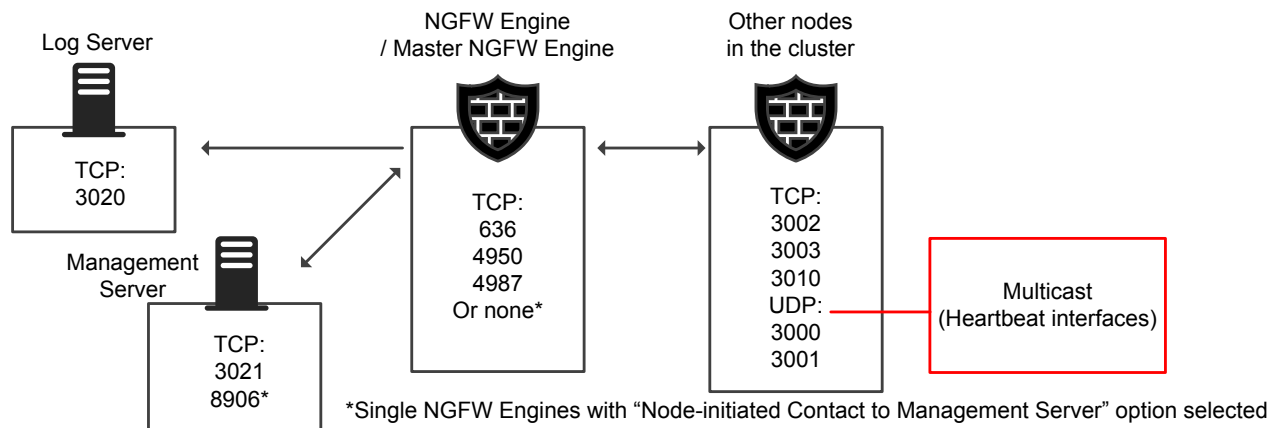 Log Server
TCP:
3020
Management
Server
TCP:
3021
8906*
NGFW Engine
/ Master NGFW Engine
TCP:
636
4950
4987
Or none*
Other nodes
in the cluster
TCP:
3002
3003
3010
UDP:
3000
3001
Multicast
(Heartbeat interfaces)
*Single NGFW Engines with “Node-initiated Contact to Management Server” option selected